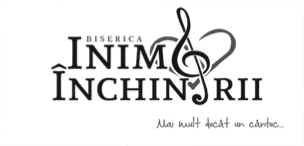 BISERICA
INIMA
ÎNCHINĂRII
Mai mult decât un cântec...